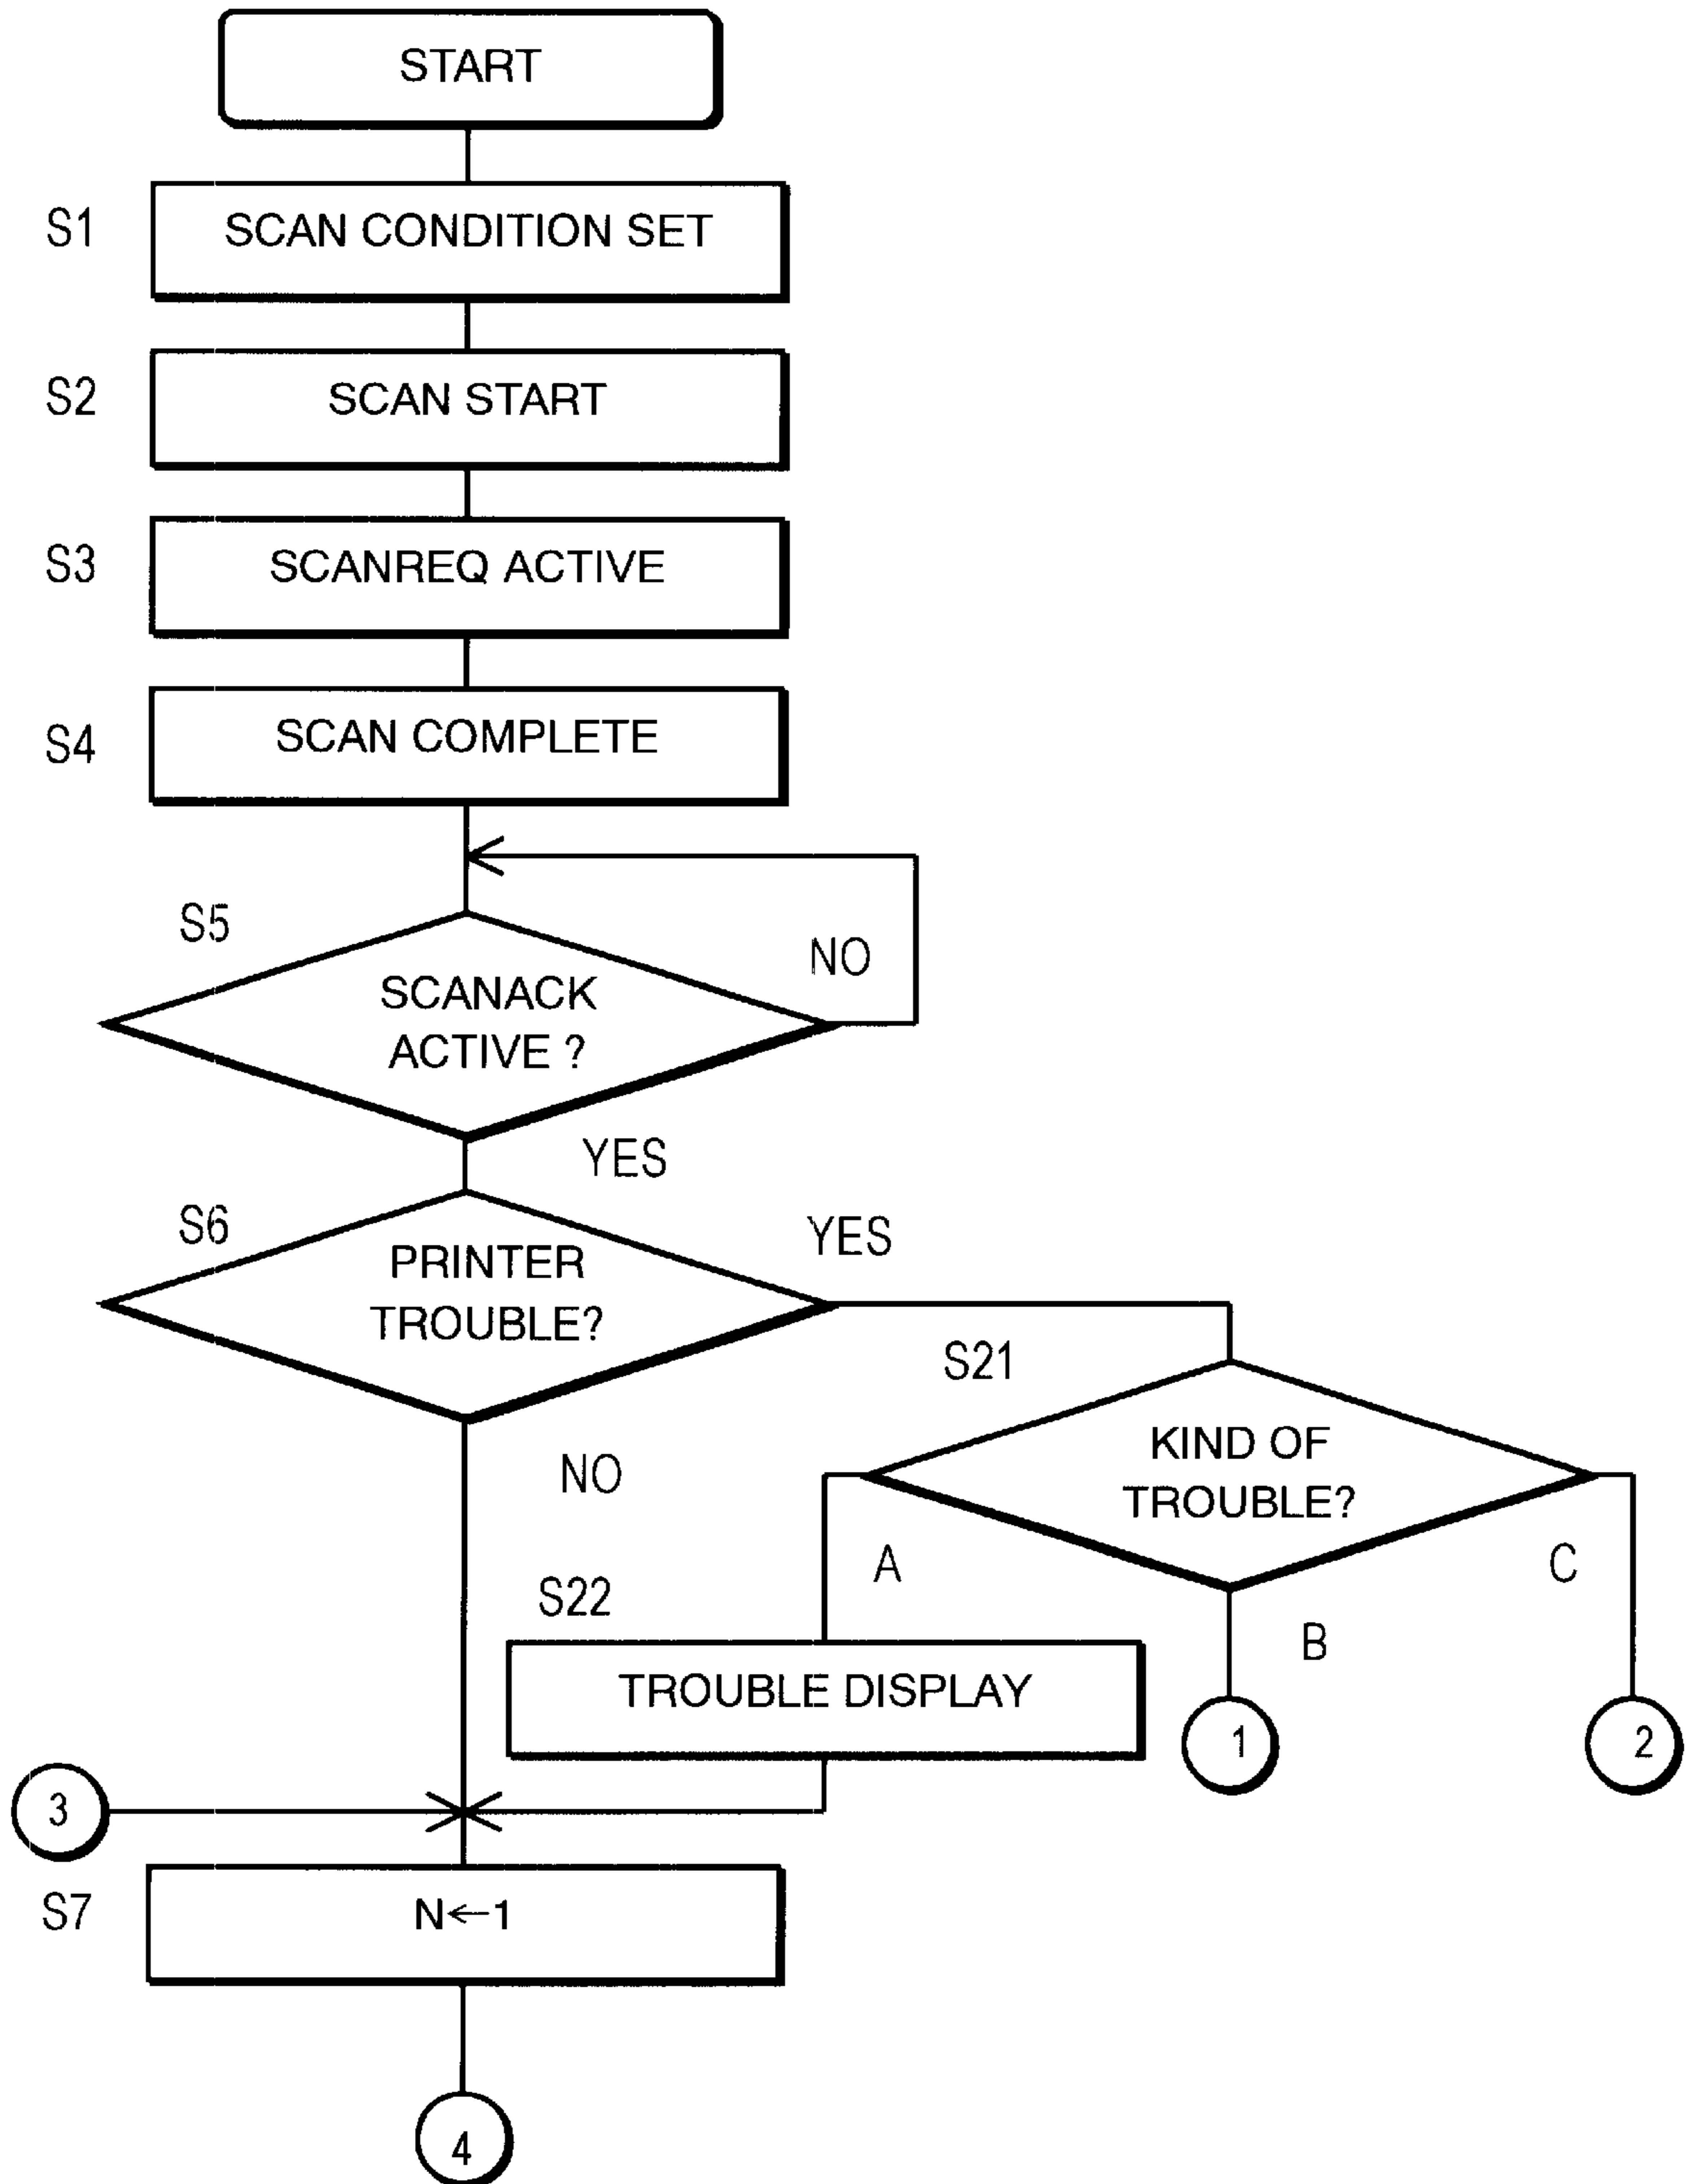 START
S1
SCAN CONDITION SET
S2
SCAN START
S3
SCANREQ ACTIVE
S4
SCAN COMPLETE
S5
NO
SCANACK
ACTIVE ?
YES
S6
YES
PRINTER
TROUBLE?
S21
KIND OF
TROUBLE?
NO
A
C
S22
B
TROUBLE DISPLAY
1
2
3
S7
N←1
4